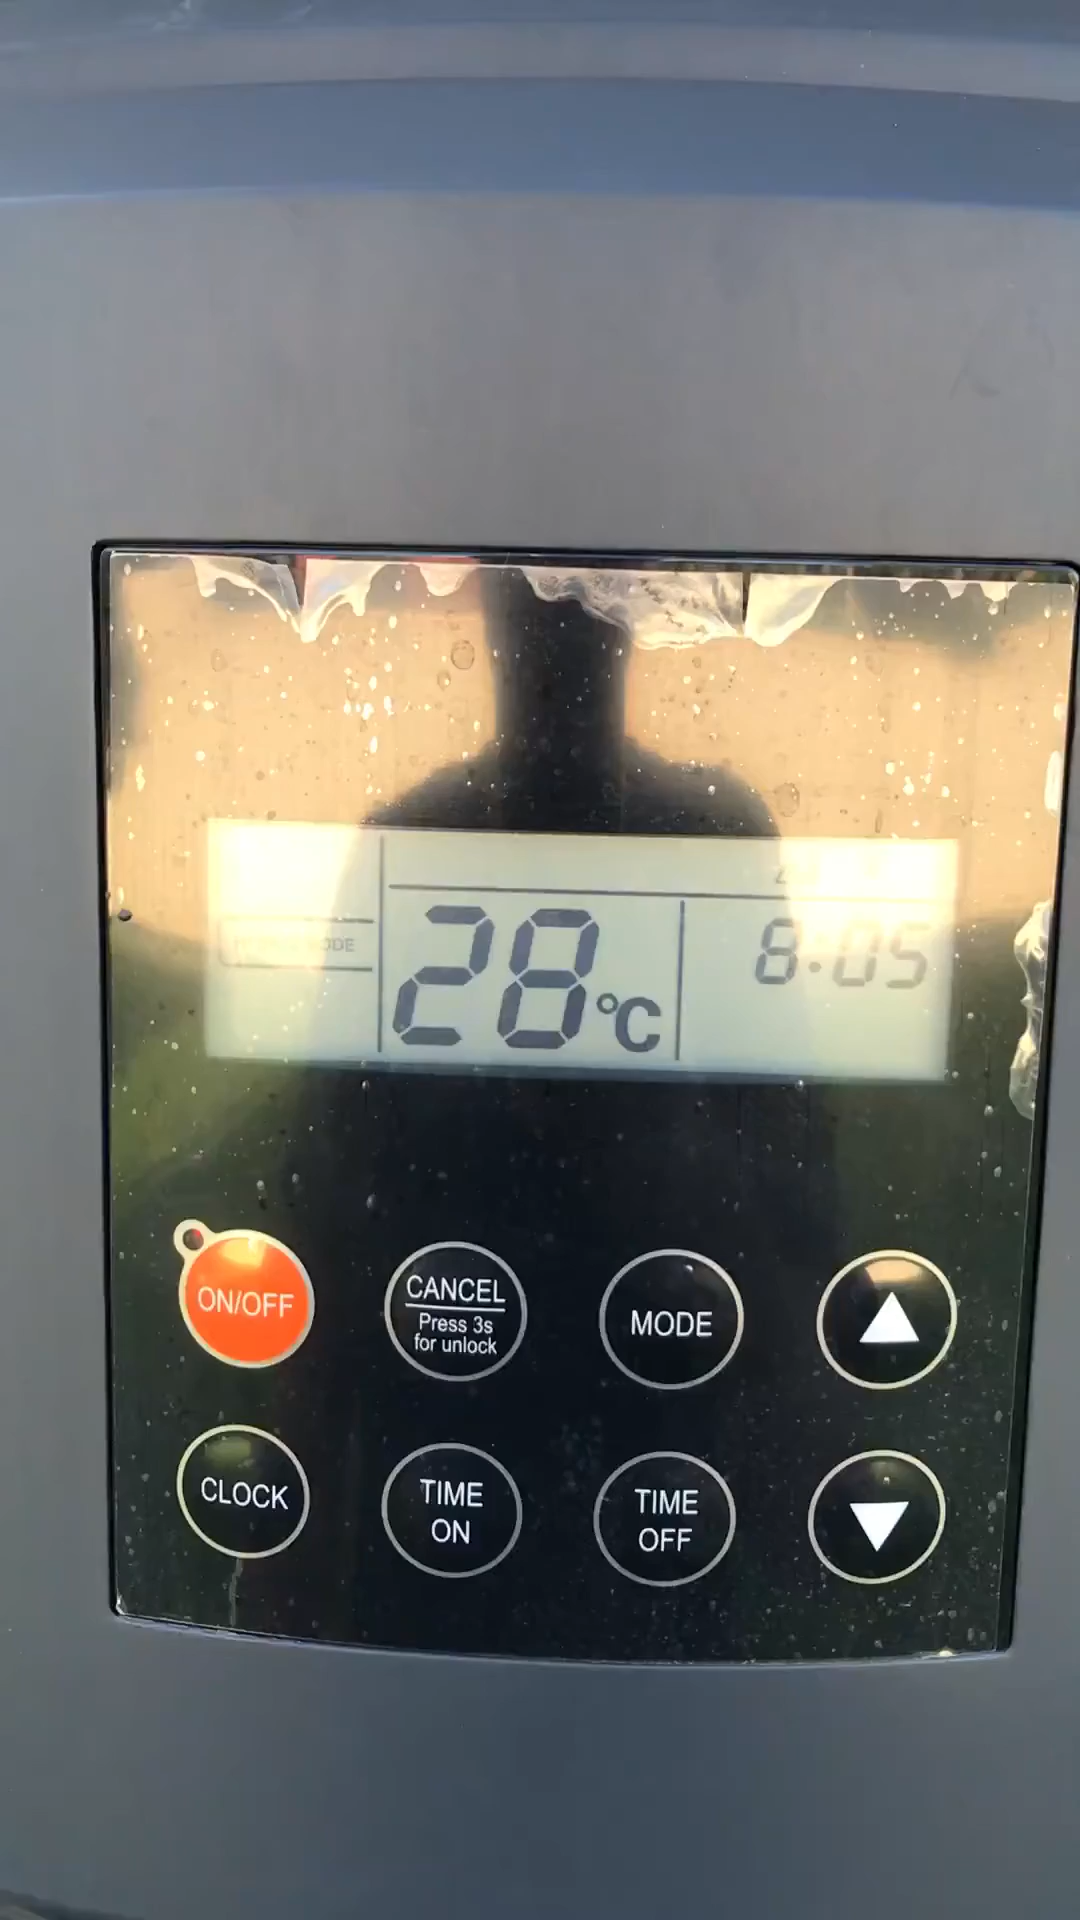 28°C
8:05
ON/OFF
CANCEL
Press 3s
for unlock
MODE
CLOCK
TIME
ON
TIME
OFF